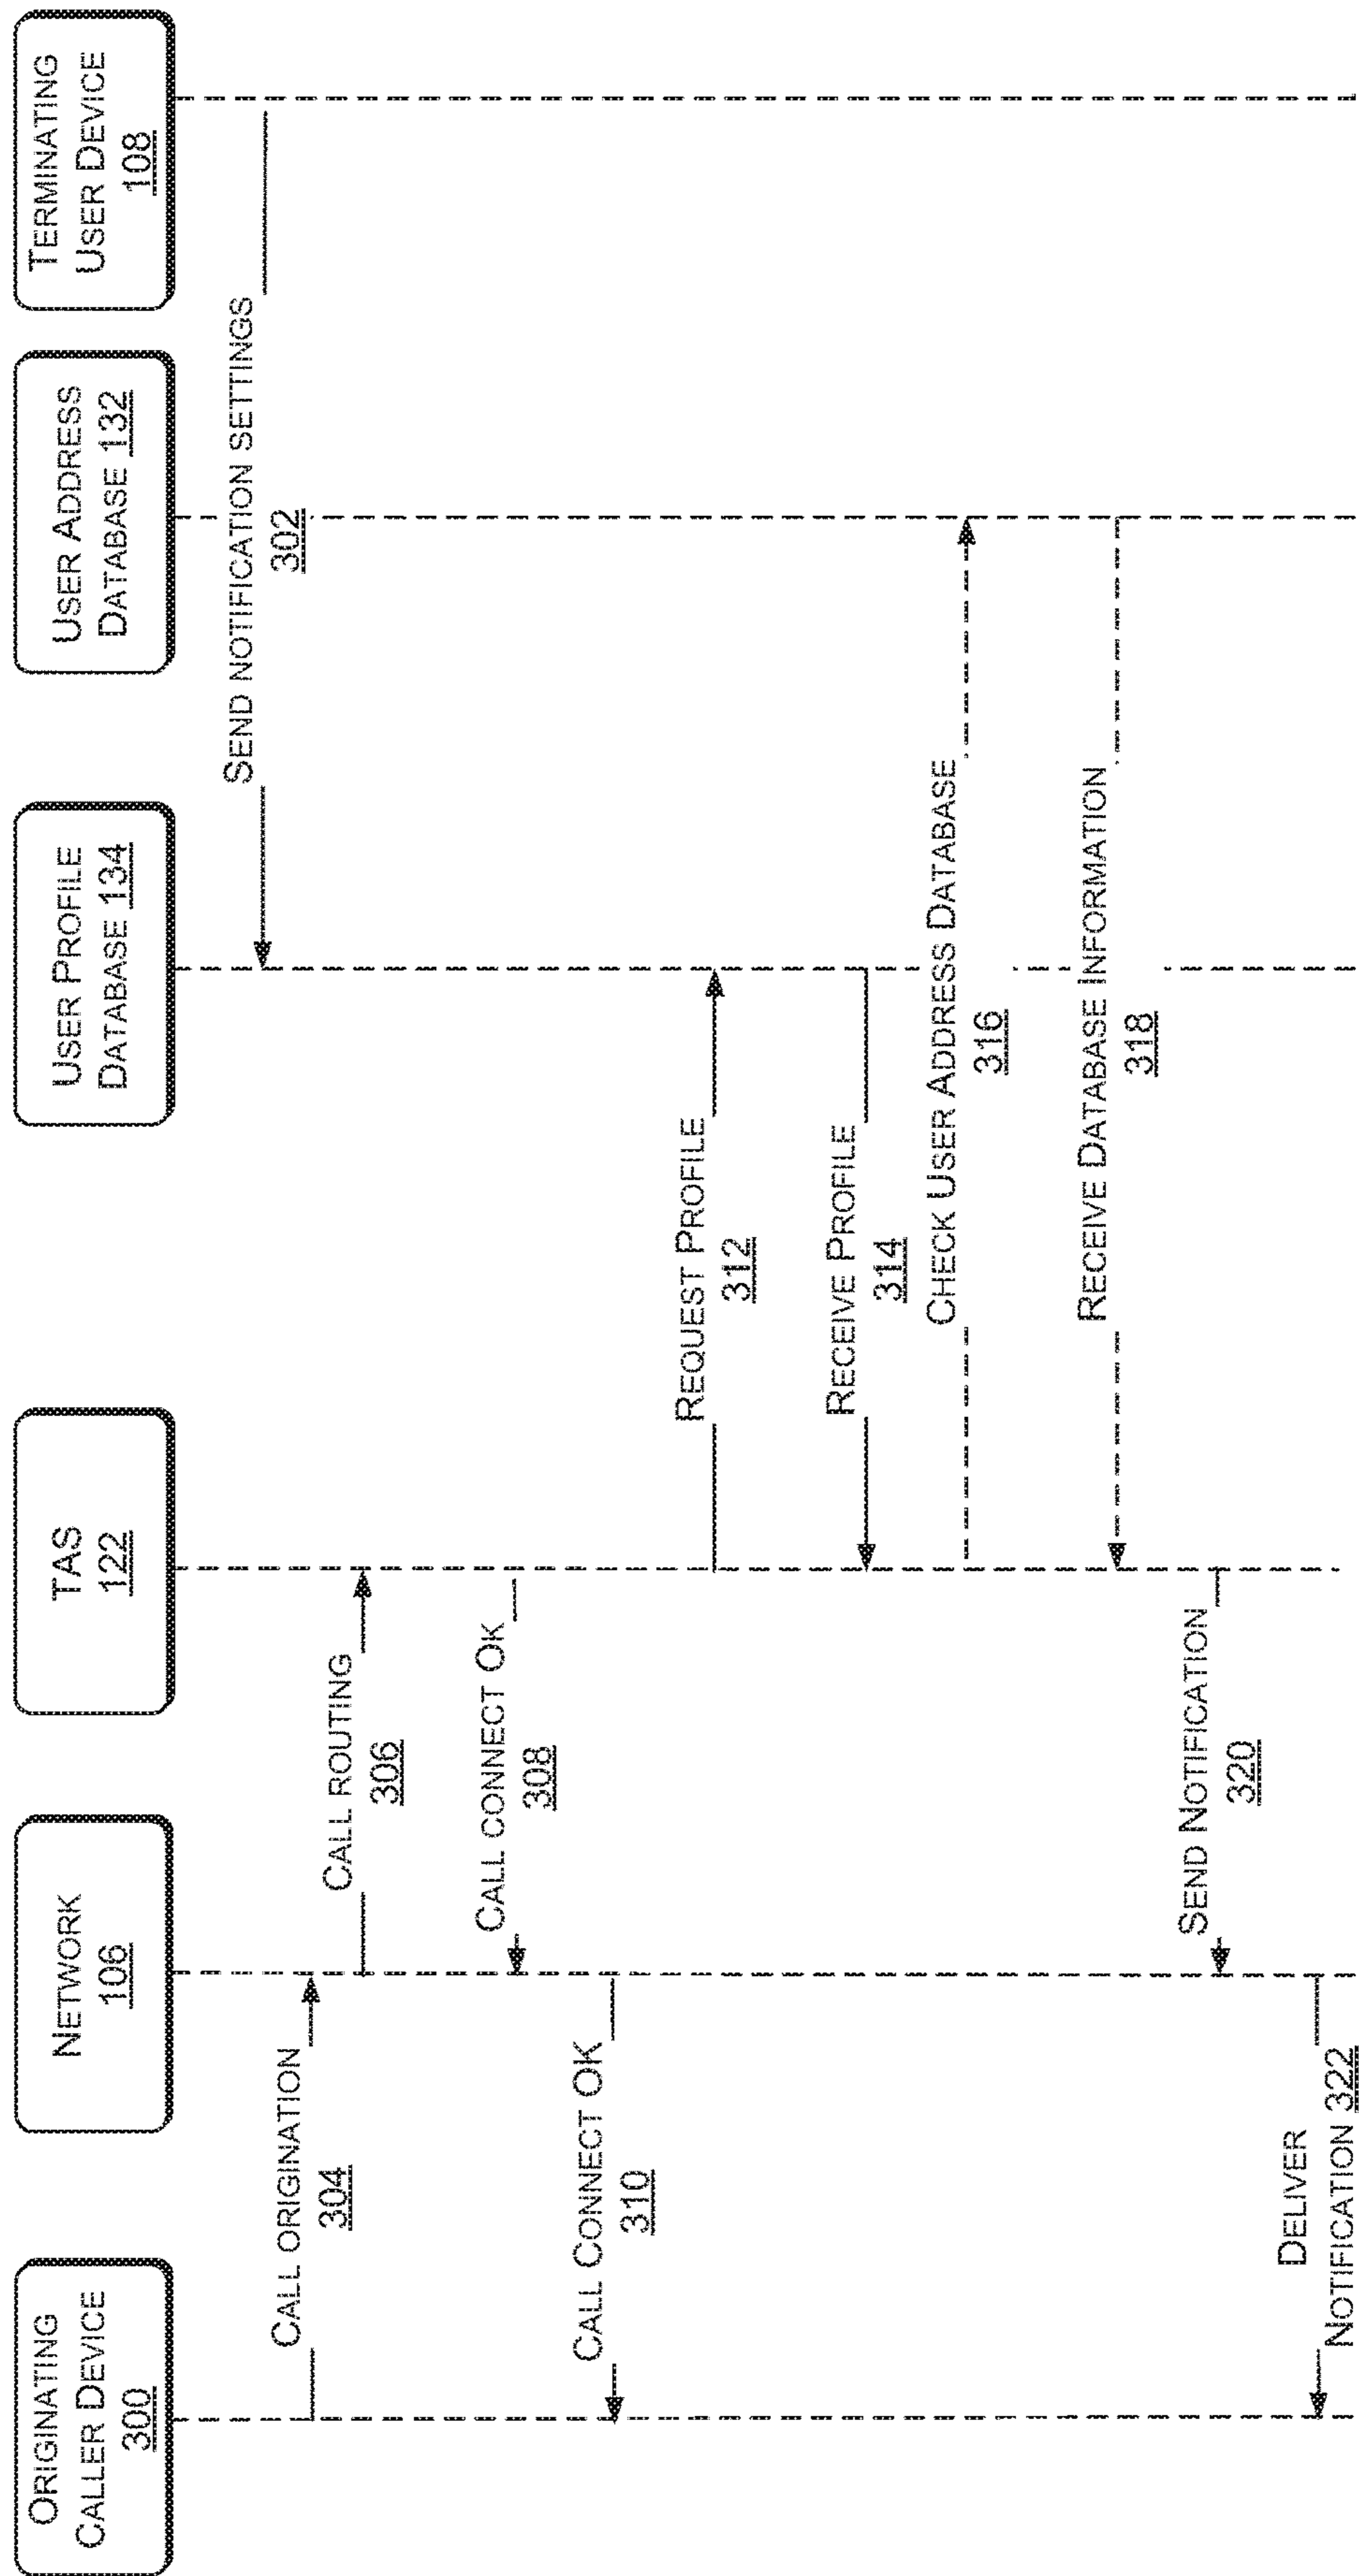 ORIGINATING
CALLER DEVICE
300
NETWORK
106
TAS
122
USER PROFILE
DATABASE 134
USER ADDRESS
DATABASE 132
TERMINATING
USER DEVICE
108
SEND NOTIFICATION SETTINGS
302
CALL ORIGINATION
304
CALL ROUTING
306
CALL CONNECT OK
308
CALL CONNECT OK
310
REQUEST PROFILE
312
RECEIVE PROFILE
314
CHECK USER ADDRESS DATABASE
316
RECEIVE DATABASE INFORMATION
318
SEND NOTIFICATION
320
DELIVER
NOTIFICATION 322